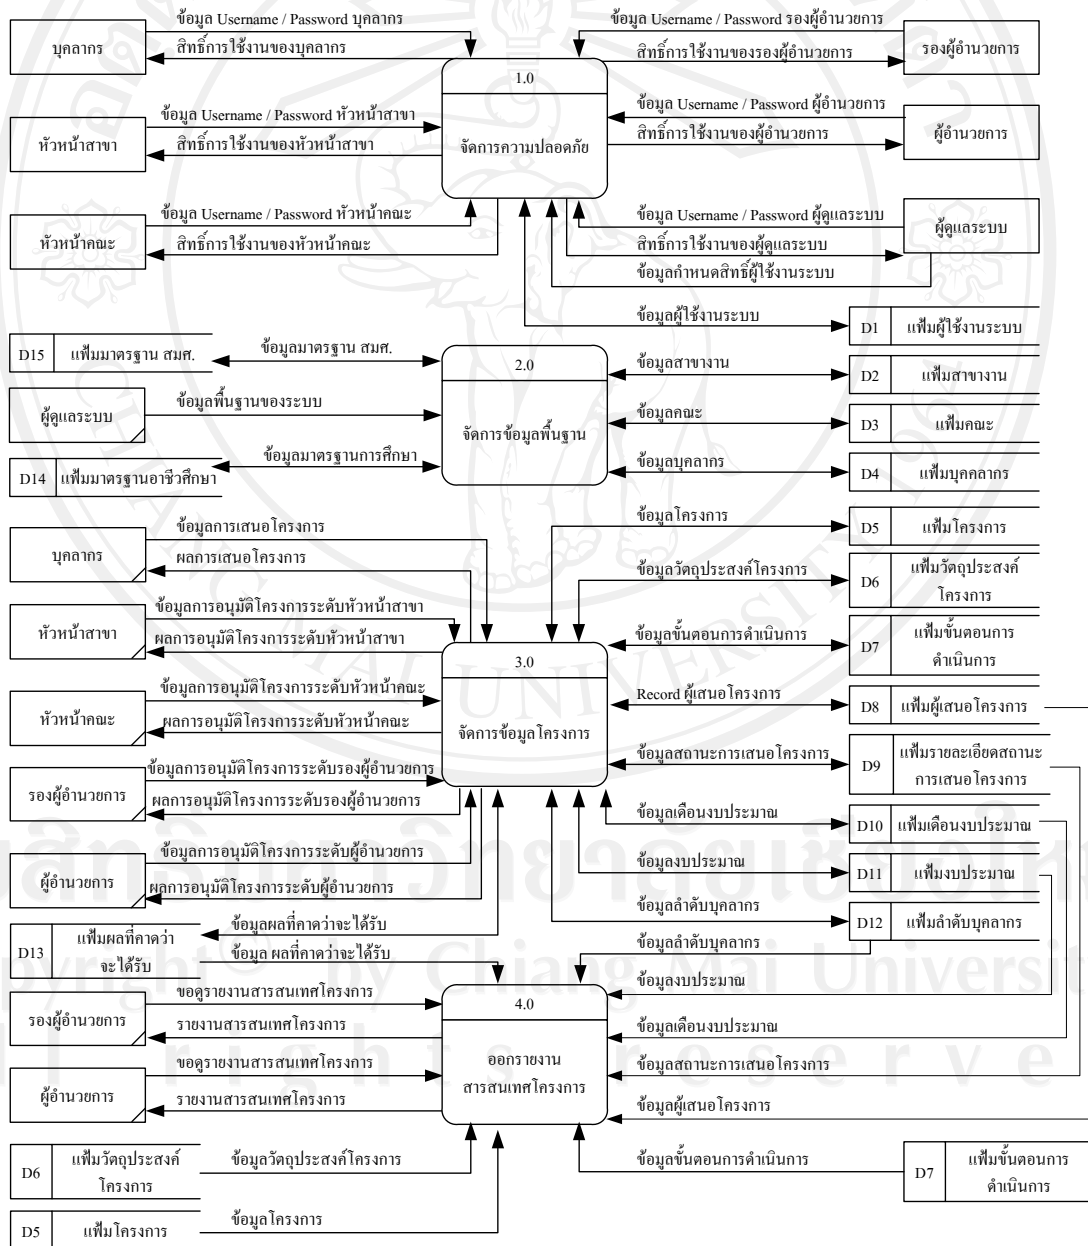 บุคลากร
ข้อมูล Username / Password บุคลากร
สิทธิ์การใช้งานของบุคลากร
ข้อมูล Username / Password รองผู้อำนวยการ
สิทธิ์การใช้งานของรองผู้อำนวยการ
รองผู้อำนวยการ
1.0
จัดการความปลอดภัย
หัวหน้าสาขา
ข้อมูล Username / Password หัวหน้าสาขา
สิทธิ์การใช้งานของหัวหน้าสาขา
ข้อมูล Username / Password ผู้อำนวยการ
สิทธิ์การใช้งานของผู้อำนวยการ
ผู้อำนวยการ
หัวหน้าคณะ
ข้อมูล Username / Password หัวหน้าคณะ
สิทธิ์การใช้งานของหัวหน้าคณะ
ข้อมูล Username / Password ผู้ดูแลระบบ
สิทธิ์การใช้งานของผู้ดูแลระบบ
ข้อมูลกำหนดสิทธิ์ผู้ใช้งานระบบ
ผู้ดูแลระบบ
ข้อมูลผู้ใช้งานระบบ
D1 แฟ้มผู้ใช้งานระบบ
D15 แฟ้มมาตรฐาน สมศ.
ข้อมูลมาตรฐาน สมศ.
2.0
จัดการข้อมูลพื้นฐาน
ข้อมูลสาขางาน
D2 แฟ้มสาขางาน
ผู้ดูแลระบบ
ข้อมูลพื้นฐานของระบบ
ข้อมูลคณะ
D3 แฟ้มคณะ
D14 แฟ้มมาตรฐานอาชีวศึกษา
ข้อมูลมาตรฐานการศึกษา
ข้อมูลบุคลากร
D4 แฟ้มบุคคลากร
บุคลากร
ข้อมูลการเสนอโครงการ
ผลการเสนอโครงการ
ข้อมูลโครงการ
D5 แฟ้มโครงการ
ข้อมูลวัตถุประสงค์โครงการ
D6 แฟ้มวัตถุประสงค์
โครงการ
หัวหน้าสาขา
ข้อมูลการอนุมัติโครงการระดับหัวหน้าสาขา
ผลการอนุมัติโครงการระดับหัวหน้าสาขา
3.0
จัดการข้อมูลโครงการ
ข้อมูลขั้นตอนการดำเนินการ
D7 แฟ้มขั้นตอนการ
ดำเนินการ
หัวหน้าคณะ
ข้อมูลการอนุมัติโครงการระดับหัวหน้าคณะ
ผลการอนุมัติโครงการระดับหัวหน้าคณะ
Record ผู้เสนอโครงการ
D8 แฟ้มผู้เสนอโครงการ
ข้อมูลสถานะการเสนอโครงการ
D9 แฟ้มรายละเอียดสถานะ
การเสนอโครงการ
รองผู้อำนวยการ
ข้อมูลการอนุมัติโครงการระดับรองผู้อำนวยการ
ผลการอนุมัติโครงการระดับรองผู้อำนวยการ
ข้อมูลเดือนงบประมาณ
D10 แฟ้มเดือนงบประมาณ
ผู้อำนวยการ
ข้อมูลการอนุมัติโครงการระดับผู้อำนวยการ
ผลการอนุมัติโครงการระดับผู้อำนวยการ
ข้อมูลงบประมาณ
D11 แฟ้มงบประมาณ
ข้อมูลลำดับบุคลากร
D12 แฟ้มลำดับบุคลากร
D13 แฟ้มผลที่คาดว่า
จะได้รับ
ข้อมูลผลที่คาดว่าจะได้รับ
ข้อมูล ผลที่คาดว่าจะได้รับ
ข้อมูลลำดับบุคลากร
4.0
ออกรายงาน
สารสนเทศโครงการ
ข้อมูลงบประมาณ
รองผู้อำนวยการ
ขอดูรายงานสารสนเทศโครงการ
รายงานสารสนเทศโครงการ
ข้อมูลเดือนงบประมาณ
ผู้อำนวยการ
ขอดูรายงานสารสนเทศโครงการ
รายงานสารสนเทศโครงการ
ข้อมูลสถานะการเสนอโครงการ
ข้อมูลผู้เสนอโครงการ
D6 แฟ้มวัตถุประสงค์
โครงการ
ข้อมูลวัตถุประสงค์โครงการ
ข้อมูลขั้นตอนการดำเนินการ
D7 แฟ้มขั้นตอนการ
ดำเนินการ
D5 แฟ้มโครงการ
ข้อมูลโครงการ
CHIANG MAI UNIVERSITY
by Chiang Mai Universit
rights reserve